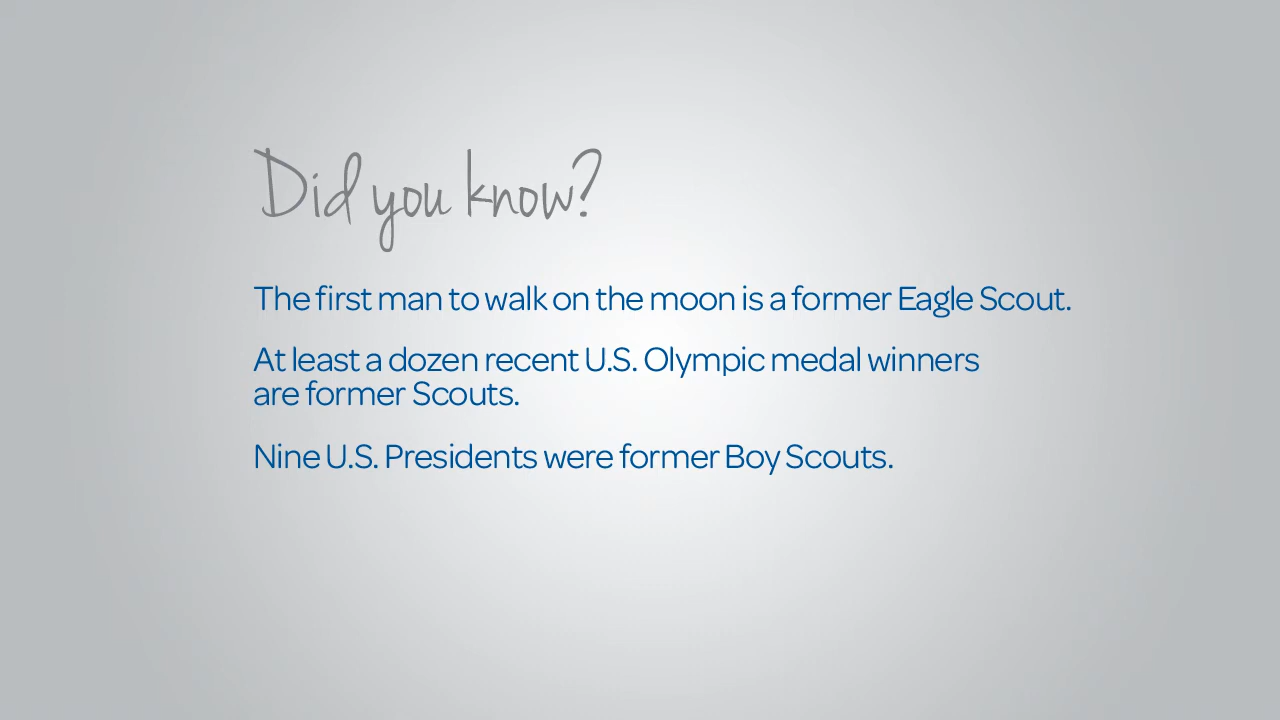 Did you know?
The first man to walk on the moon is a former Eagle Scout.
At least a dozen recent U.S. Olympic medal winners
are former Scouts.
Nine U.S. Presidents were former Boy Scouts.